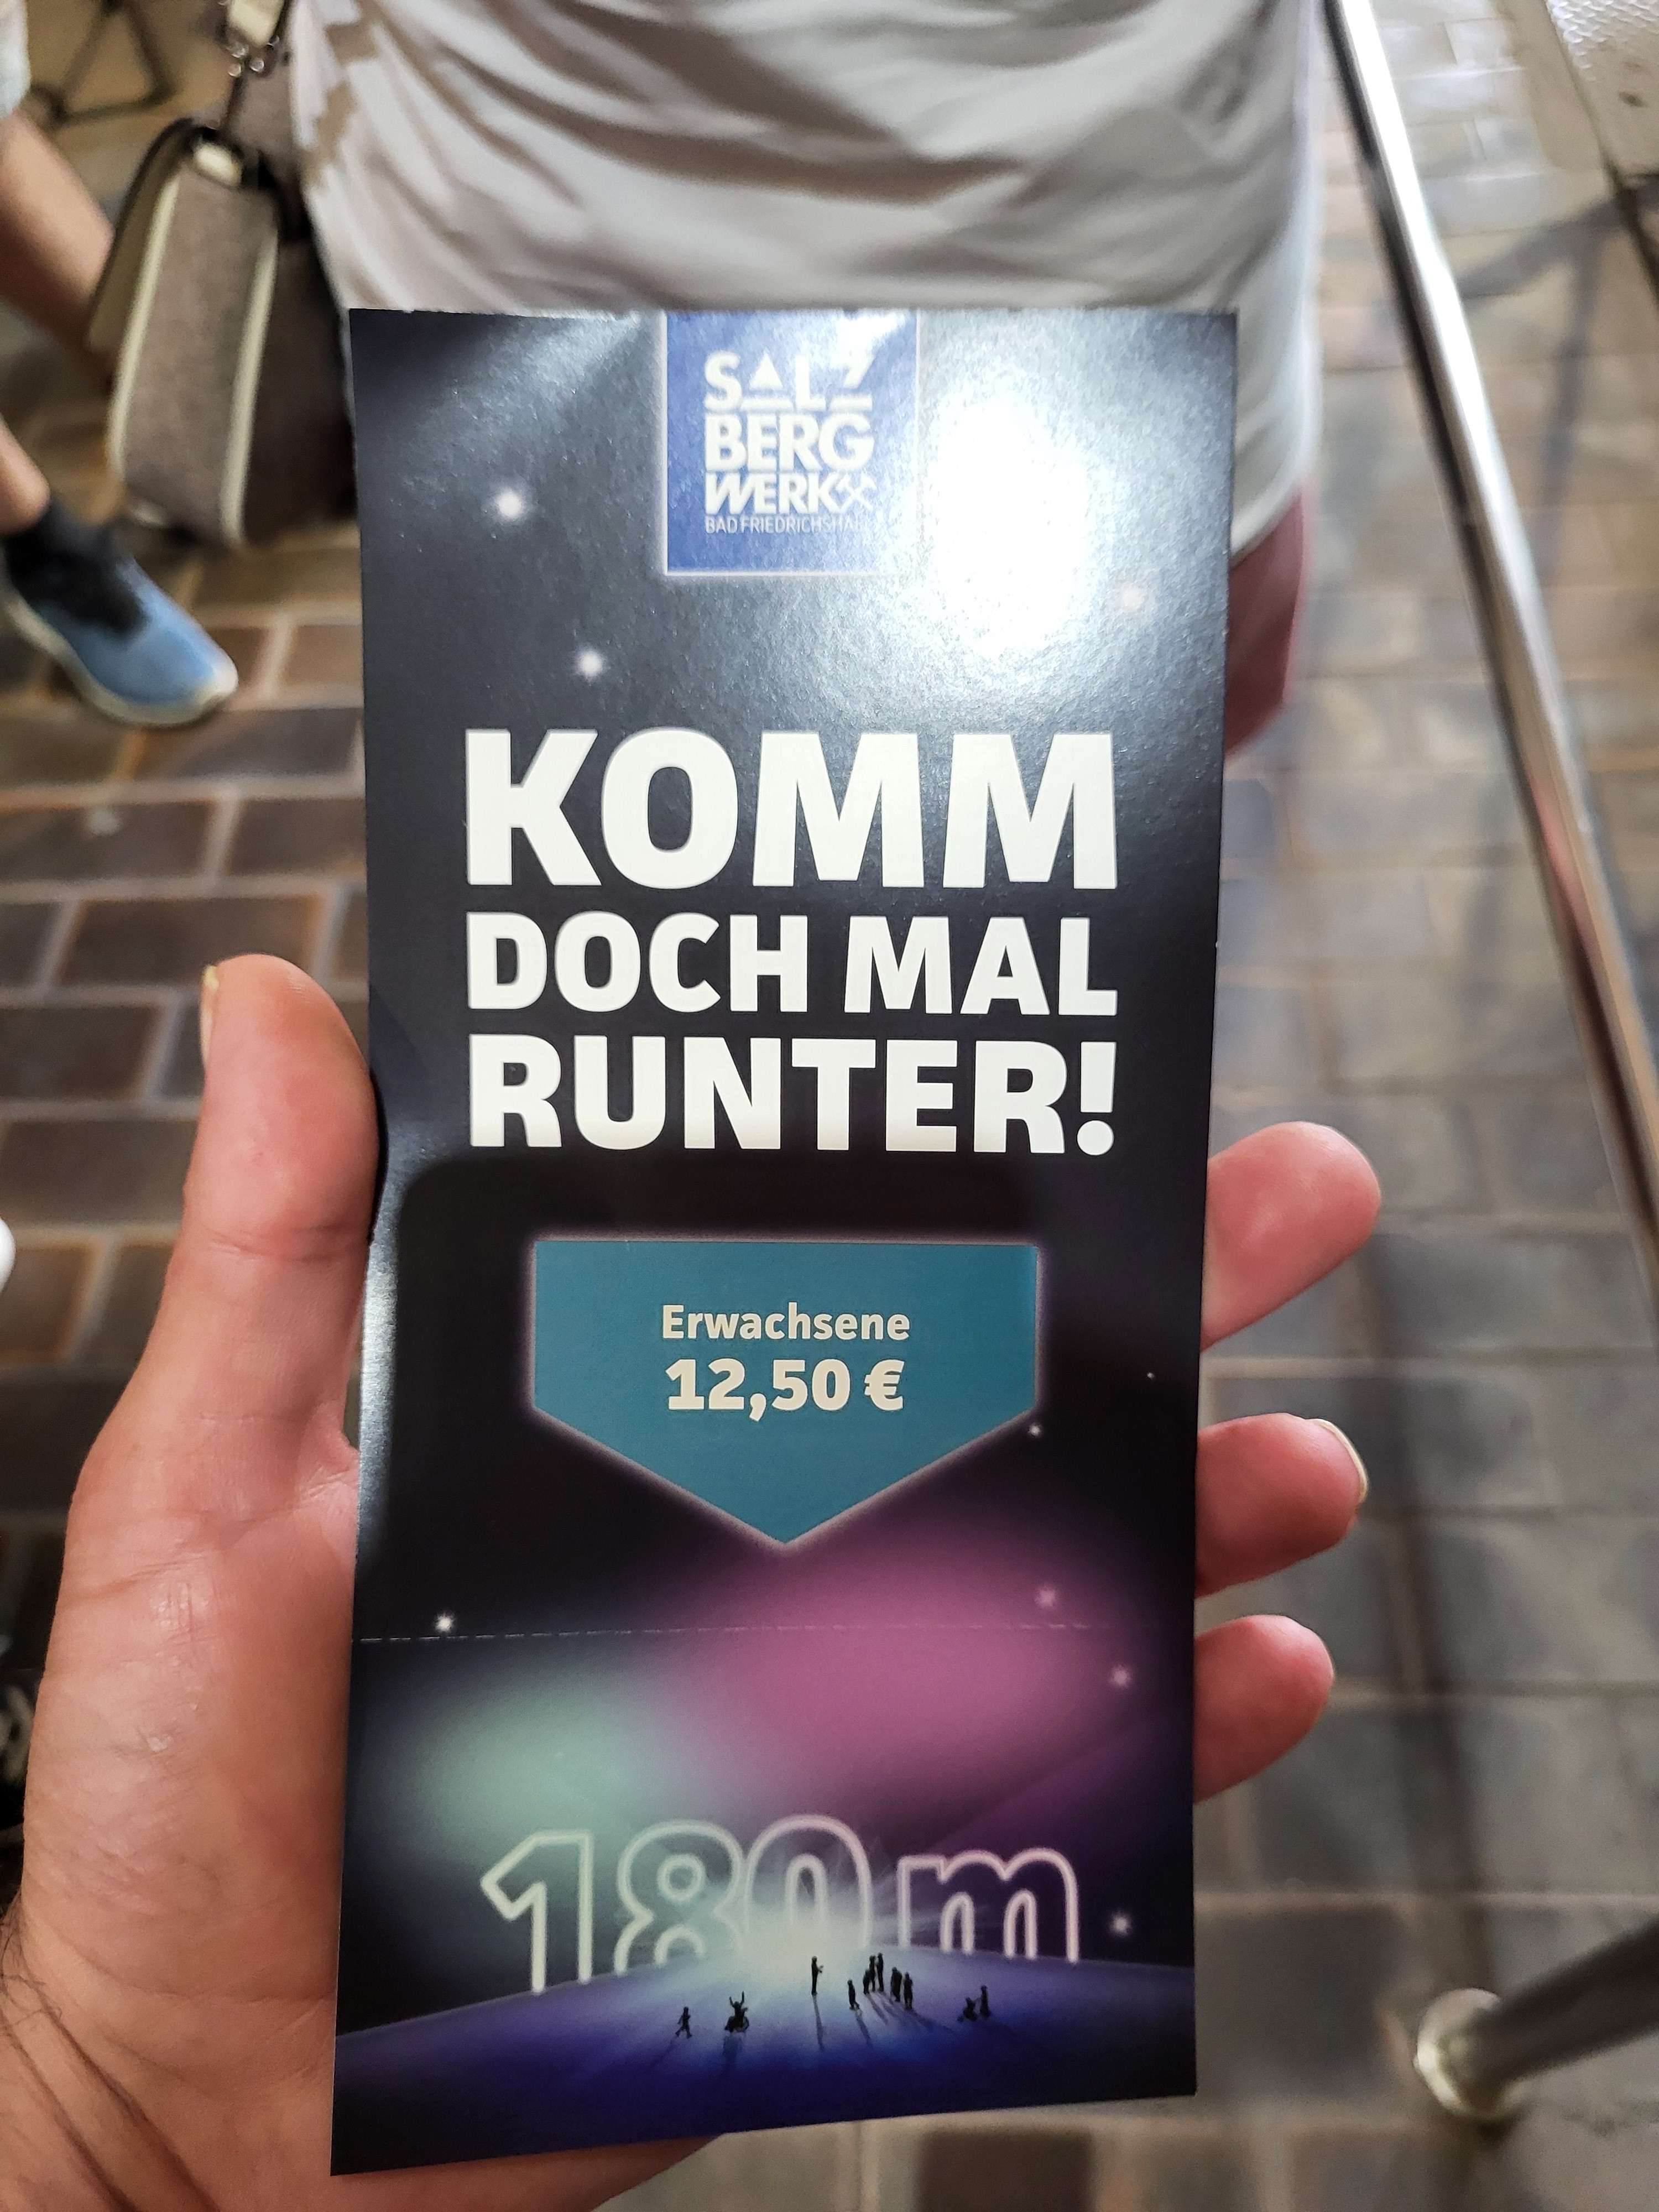 SALZ
BERG
WERK
BAD FRIEDRICHSHALL
KOMM
DOCH MAL
RUNTER!
Erwachsene
12,50 €
180 m